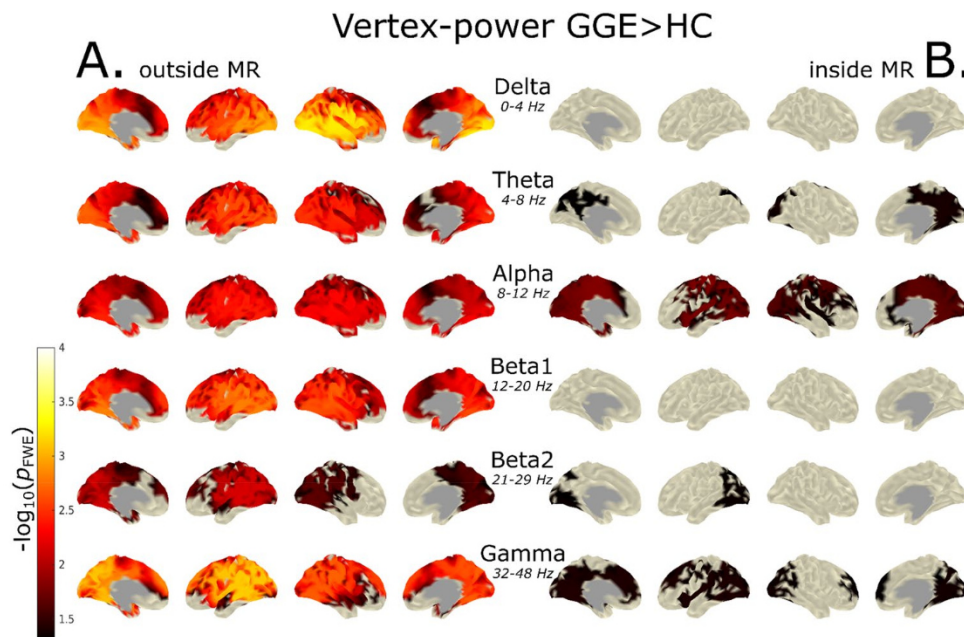 Vertex-power GGE>HC
A. outside MR
inside MR B.
Delta
0-4 Hz
Theta
4-8 Hz
Alpha
8-12 Hz
Beta1
12-20 Hz
Beta2
21-29 Hz
Gamma
32-48 Hz
-log10(pFWE)
4
3.5
3
2.5
2
1.5